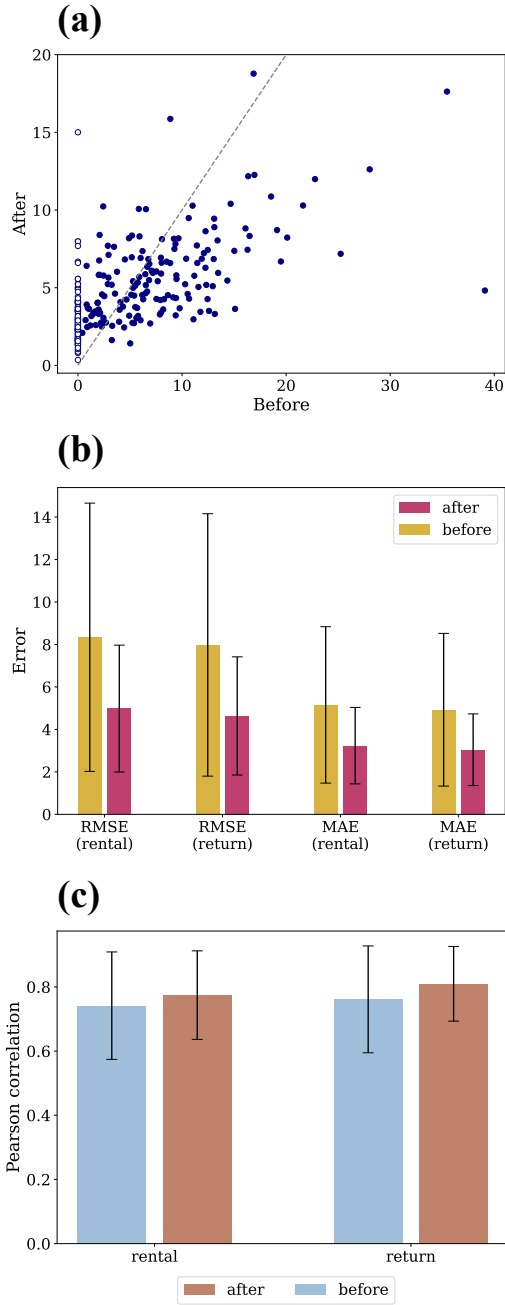 (a)
20
15
10
5
0
After
0 10 20 30 40
Before
(b)
14
12
10
8
6
4
2
0
Error
after
before
RMSE RMSE MAE MAE
(rental) (return) (rental) (return)
(c)
0.8
0.6
0.4
0.2
0.0
Pearson correlation
rental return
after before